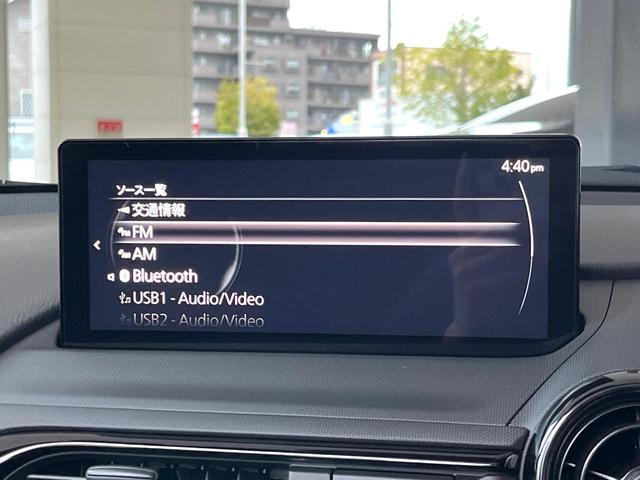 4:40pm
ソース一覧
交通情報
FM
AM
Bluetooth
USB1 - Audio/Video
USB2 - Audio/Video